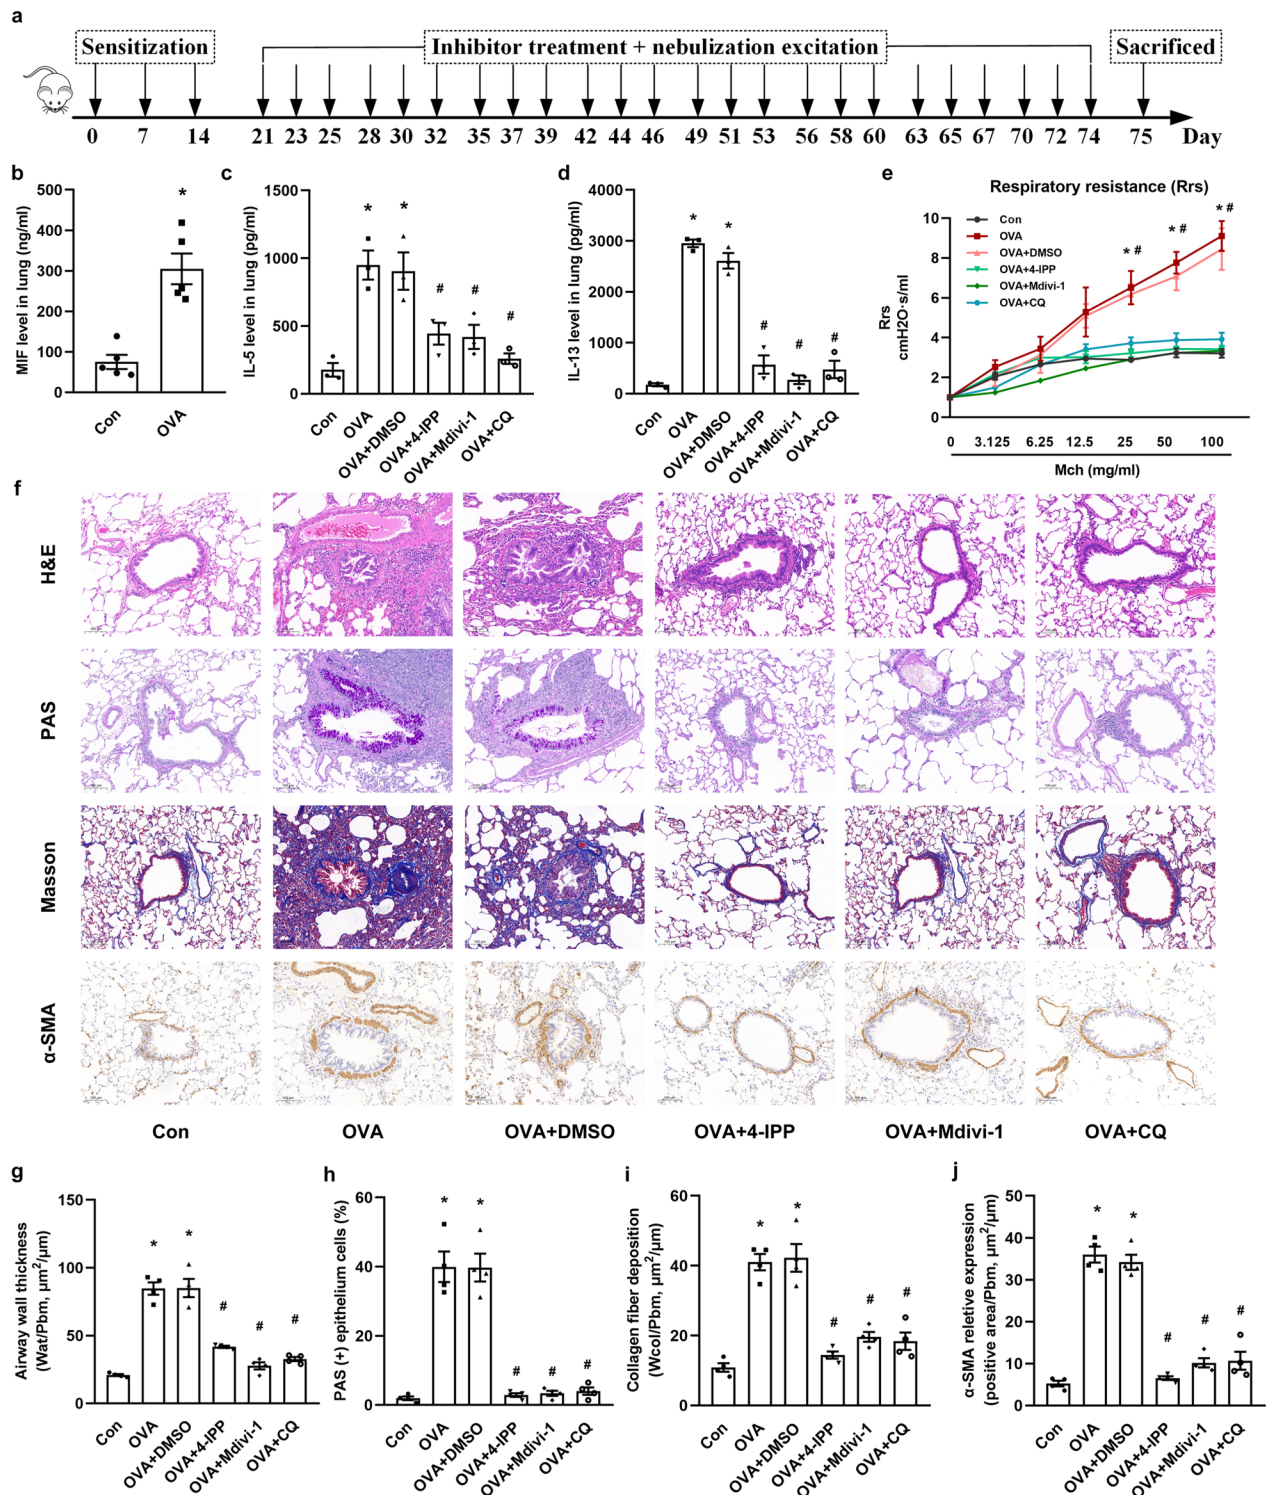 a
Sensitization
Inhibitor treatment + nebulization excitation
Sacrificed
0 7 14 21 23 25 28 30 32 35 37 39 42 44 46 49 51 53 56 58 60 63 65 67 70 72 74 75 Day
b
MIF level in lung (ng/ml)
500
400
300
200
100
0
*
Con
OVA
c
IL-5 level in lung (pg/ml)
1500
1000
500
0
* * # # #
Con
OVA
OVA+DMSO
OVA+4-IPP
OVA+Mdivi-1
OVA+CQ
d
IL-13 level in lung (pg/ml)
4000
3000
2000
1000
0
* * # # #
Con
OVA
OVA+DMSO
OVA+4-IPP
OVA+Mdivi-1
OVA+CQ
e
Respiratory resistance (Rrs)
Rrs
cmH2O·s/ml
10
8
6
4
2
0
Con
OVA
OVA+DMSO
OVA+4-IPP
OVA+Mdivi-1
OVA+CQ
* # * # * #
0 3.125 6.25 12.5 25 50 100
Mch (mg/ml)
f
H&E
PAS
Masson
α-SMA
Con OVA OVA+DMSO OVA+4-IPP OVA+Mdivi-1 OVA+CQ
g
Airway wall thickness
(Wat/Pbm, μm²/μm)
150
100
50
0
* * # # #
Con
OVA
OVA+DMSO
OVA+4-IPP
OVA+Mdivi-1
OVA+CQ
h
PAS (+) epithelium cells (%)
60
40
20
0
* * # # #
Con
OVA
OVA+DMSO
OVA+4-IPP
OVA+Mdivi-1
OVA+CQ
i
Collagen fiber deposition
(Wcol/Pbm, μm²/μm)
60
40
20
0
* * # # #
Con
OVA
OVA+DMSO
OVA+4-IPP
OVA+Mdivi-1
OVA+CQ
j
α-SMA reletive expression
(positive area/Pbm, μm²/μm)
50
40
30
20
10
0
* * # # #
Con
OVA
OVA+DMSO
OVA+4-IPP
OVA+Mdivi-1
OVA+CQ